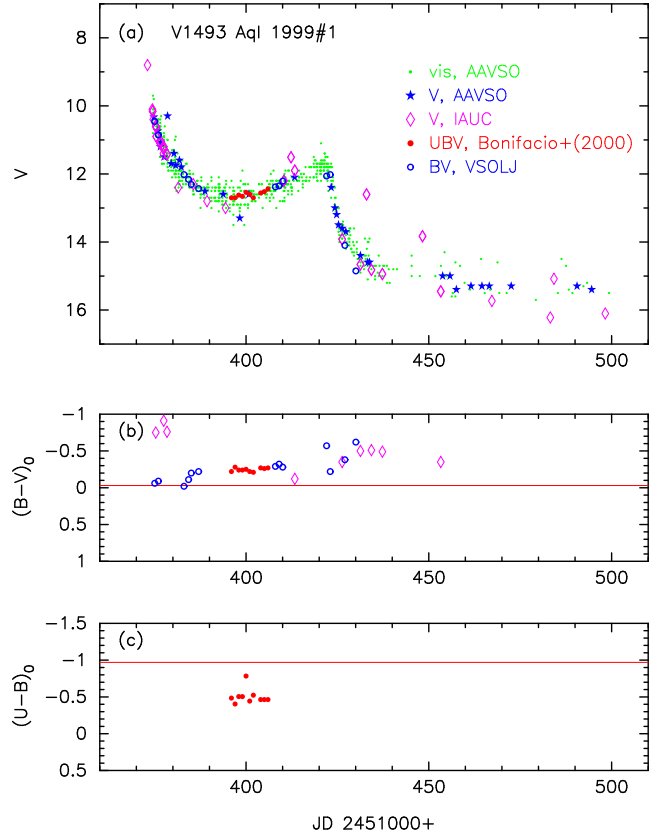 (a) V1493 Aql 1999#1
vis, AAVSO
V, AAVSO
V, IAUC
UBV, Bonifacio+(2000)
BV, VSOLJ
8
10
12
14
16
V
400
450
500
(b)
−1
−0.5
0
0.5
1
(B−V)0
400
450
500
(c)
−1.5
−1
−0.5
0
0.5
(U−B)0
400
450
500
JD 2451000+